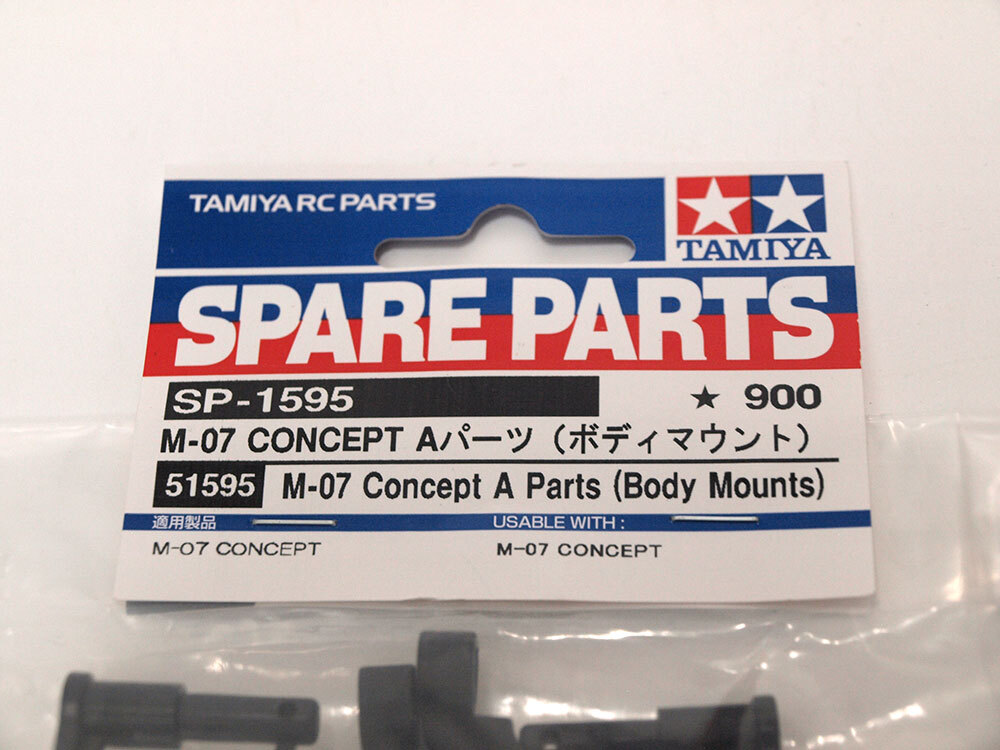 TAMIYA RC PARTS
TAMIYA
SPARE PARTS
SP-1595 ★ 900
M-07 CONCEPT Aパーツ（ボディマウント）
51595 M-07 Concept A Parts (Body Mounts)
適用製品 USABLE WITH :
M-07 CONCEPT M-07 CONCEPT